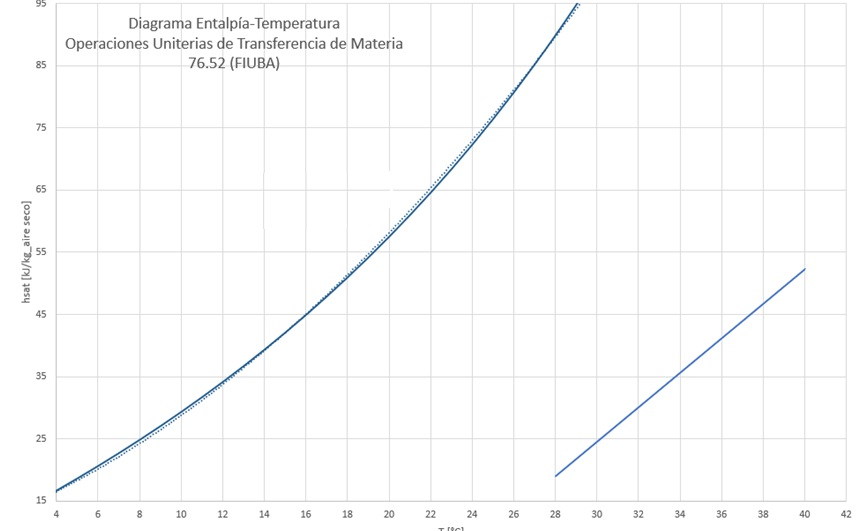 95
Diagrama Entalpía-Temperatura
Operaciones Uniterias de Transferencia de Materia
76.52 (FIUBA)
85
75
65
55
45
35
25
15
hsat [kJ/kg_aire seco]
4 6 8 10 12 14 16 18 20 22 24 26 28 30 32 34 36 38 40 42
T [ºC]